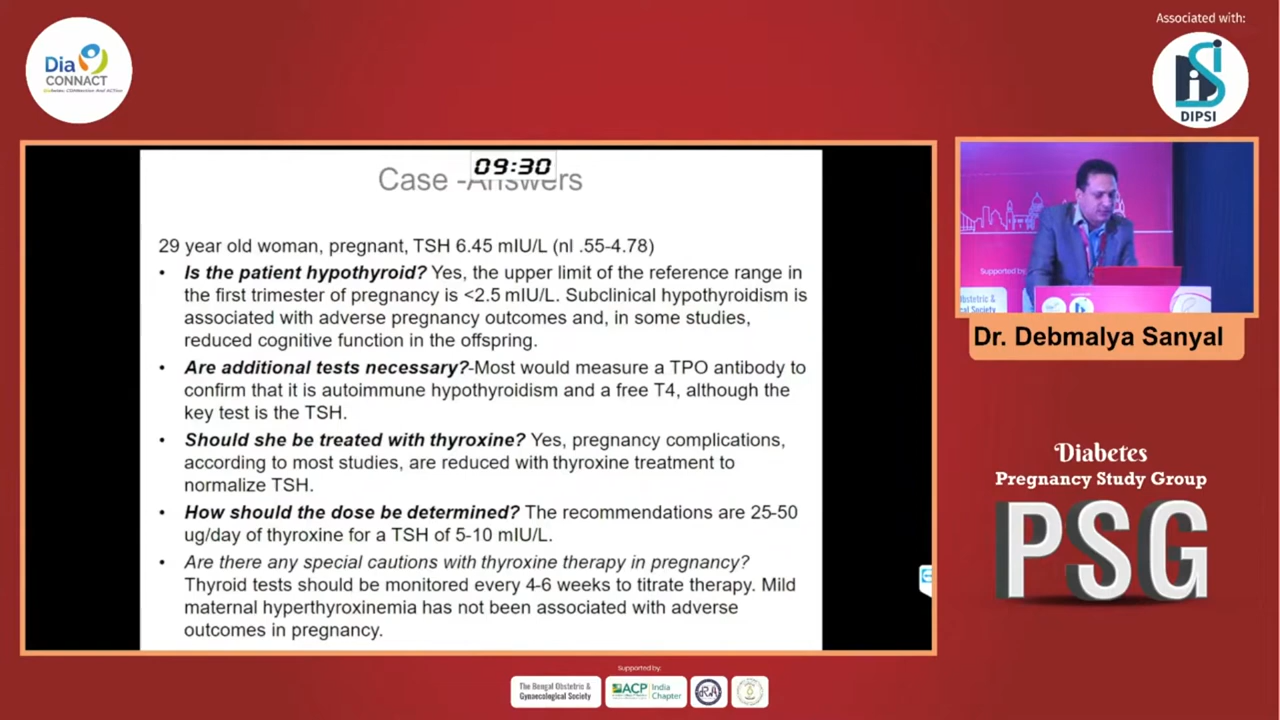 Associated with:
Dia
CONNACT
Diabetes CONNection And ACTion
DIPSI
09:30
Case -Answers
29 year old woman, pregnant, TSH 6.45 mIU/L (nl .55-4.78)
• Is the patient hypothyroid? Yes, the upper limit of the reference range in
the first trimester of pregnancy is <2.5 mIU/L. Subclinical hypothyroidism is
associated with adverse pregnancy outcomes and, in some studies,
reduced cognitive function in the offspring.
• Are additional tests necessary?-Most would measure a TPO antibody to
confirm that it is autoimmune hypothyroidism and a free T4, although the
key test is the TSH.
• Should she be treated with thyroxine? Yes, pregnancy complications,
according to most studies, are reduced with thyroxine treatment to
normalize TSH.
• How should the dose be determined? The recommendations are 25-50
ug/day of thyroxine for a TSH of 5-10 mIU/L.
• Are there any special cautions with thyroxine therapy in pregnancy?
Thyroid tests should be monitored every 4-6 weeks to titrate therapy. Mild
maternal hyperthyroxinemia has not been associated with adverse
outcomes in pregnancy.
Supported by:
Dr. Debmalya Sanyal
Diabetes
Pregnancy Study Group
PSG
Supported by:
The Bengal Obstetric &
Gynaecological Society
ACP India
Chapter